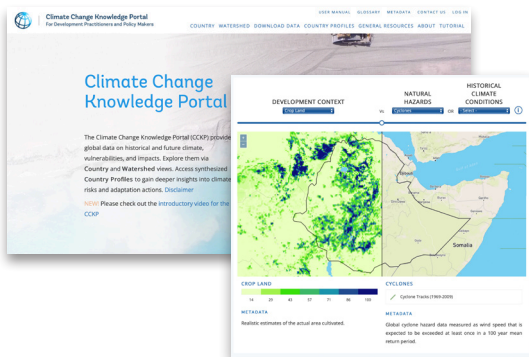 USER MANUAL GLOSSARY METADATA CONTACT US LOG IN
Climate Change Knowledge Portal
For Development Practitioners and Policy Makers
COUNTRY WATERSHED DOWNLOAD DATA COUNTRY PROFILES GENERAL RESOURCES ABOUT TUTORIAL
Climate Change
Knowledge Portal
The Climate Change Knowledge Portal (CCKP) provide
global data on historical and future climate,
vulnerabilities, and impacts. Explore them via
Country and Watershed views. Access synthesized
Country Profiles to gain deeper insights into climate
risks and adaptation actions. Disclaimer
NEW! Please check out the Introductory video for the
CCKP
DEVELOPMENT CONTEXT
Crop Land
NATURAL
HAZARDS
Cyclones
OR
HISTORICAL
CLIMATE
CONDITIONS
Select
Somalia
CROP LAND
14 29 43 57 71 86 100
METADATA
Realistic estimates of the actual area cultivated.
CYCLONES
Cyclone Tracks (1969-2009)
METADATA
Global cyclone hazard data measured as wind speed that is
expected to be exceeded at least once in a 100 year mean
return period.